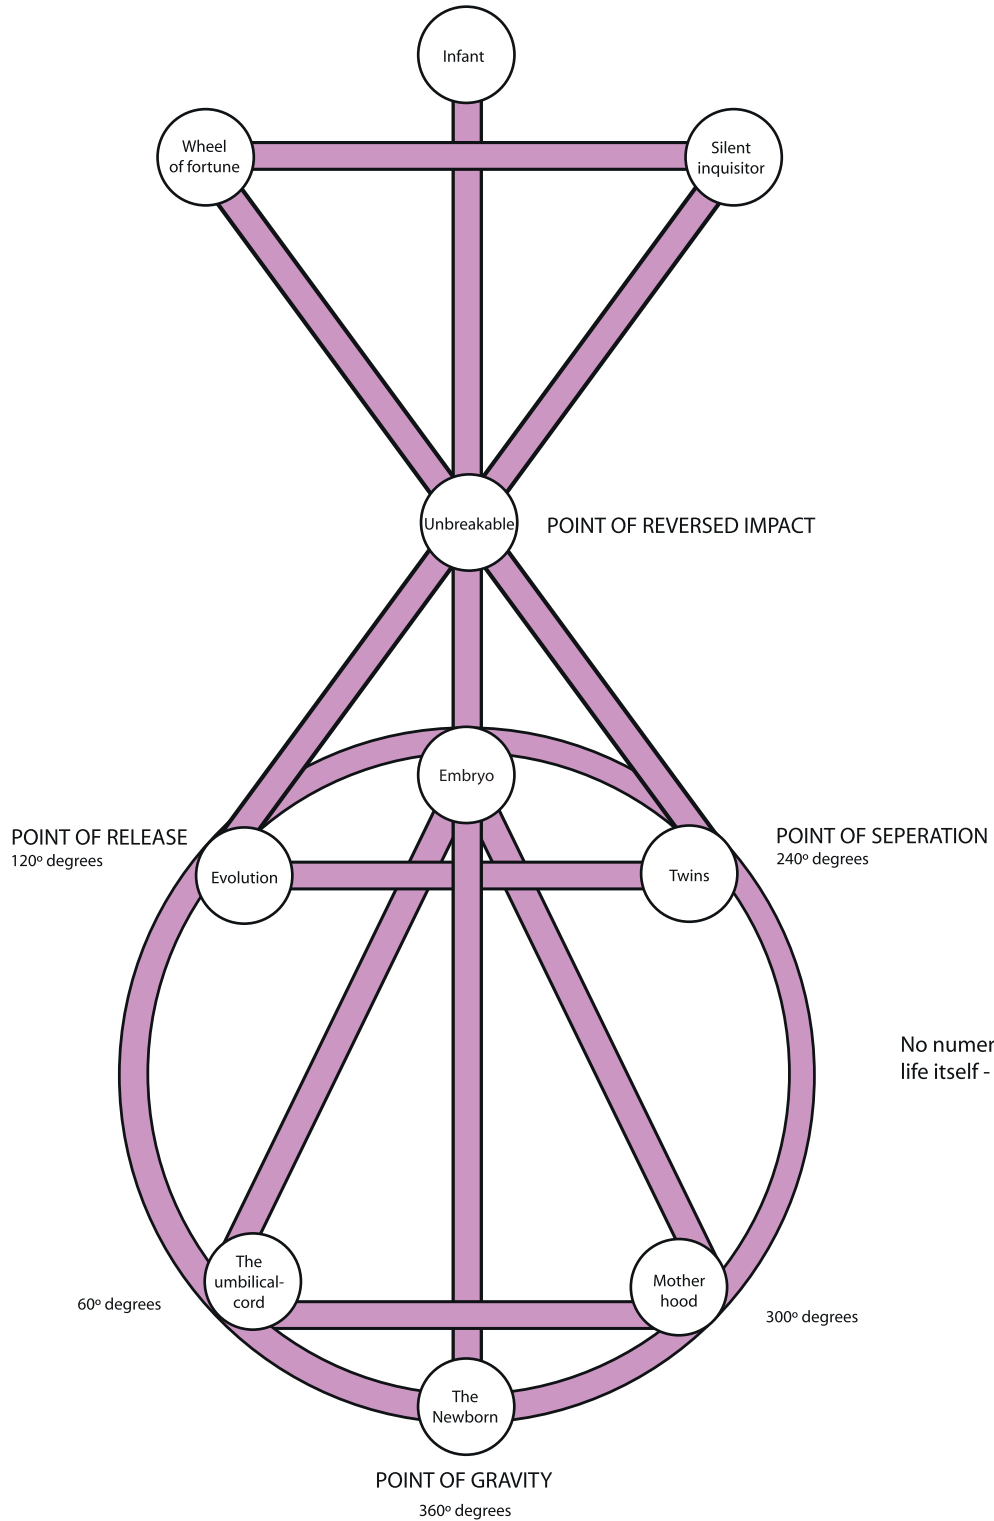 Infant
Wheel
of fortune
Silent
inquisitor
Unbreakable
POINT OF REVERSED IMPACT
Embryo
POINT OF RELEASE
120º degrees
POINT OF SEPERATION
240º degrees
Evolution
Twins
No numer
life itself -
The
umbilical-
cord
Mother
hood
60º degrees
300º degrees
The
Newborn
POINT OF GRAVITY
360º degrees